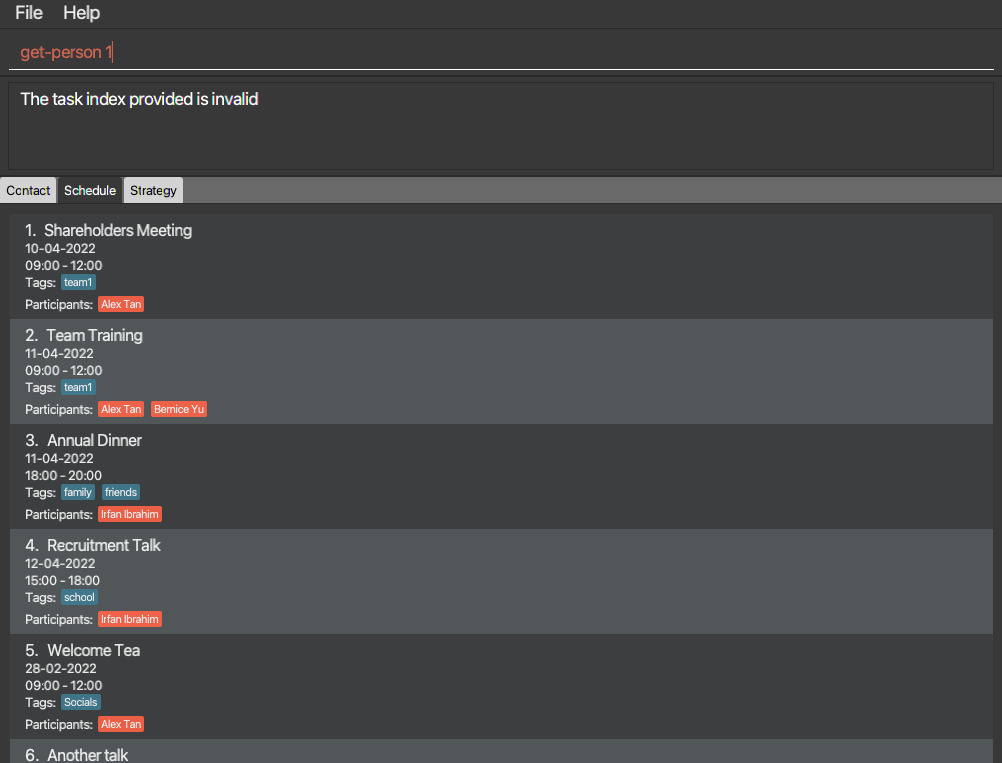 File Help
get-person 1
The task index provided is invalid
Contact Schedule Strategy
1. Shareholders Meeting
10-04-2022
09:00 - 12:00
Tags: team1
Participants: Alex Tan
2. Team Training
11-04-2022
09:00 - 12:00
Tags: team1
Participants: Alex Tan Bernice Yu
3. Annual Dinner
11-04-2022
18:00 - 20:00
Tags: family friends
Participants: Irfan Ibrahim
4. Recruitment Talk
12-04-2022
15:00 - 18:00
Tags: school
Participants: Irfan Ibrahim
5. Welcome Tea
28-02-2022
09:00 - 12:00
Tags: Socials
Participants: Alex Tan
6. Another talk